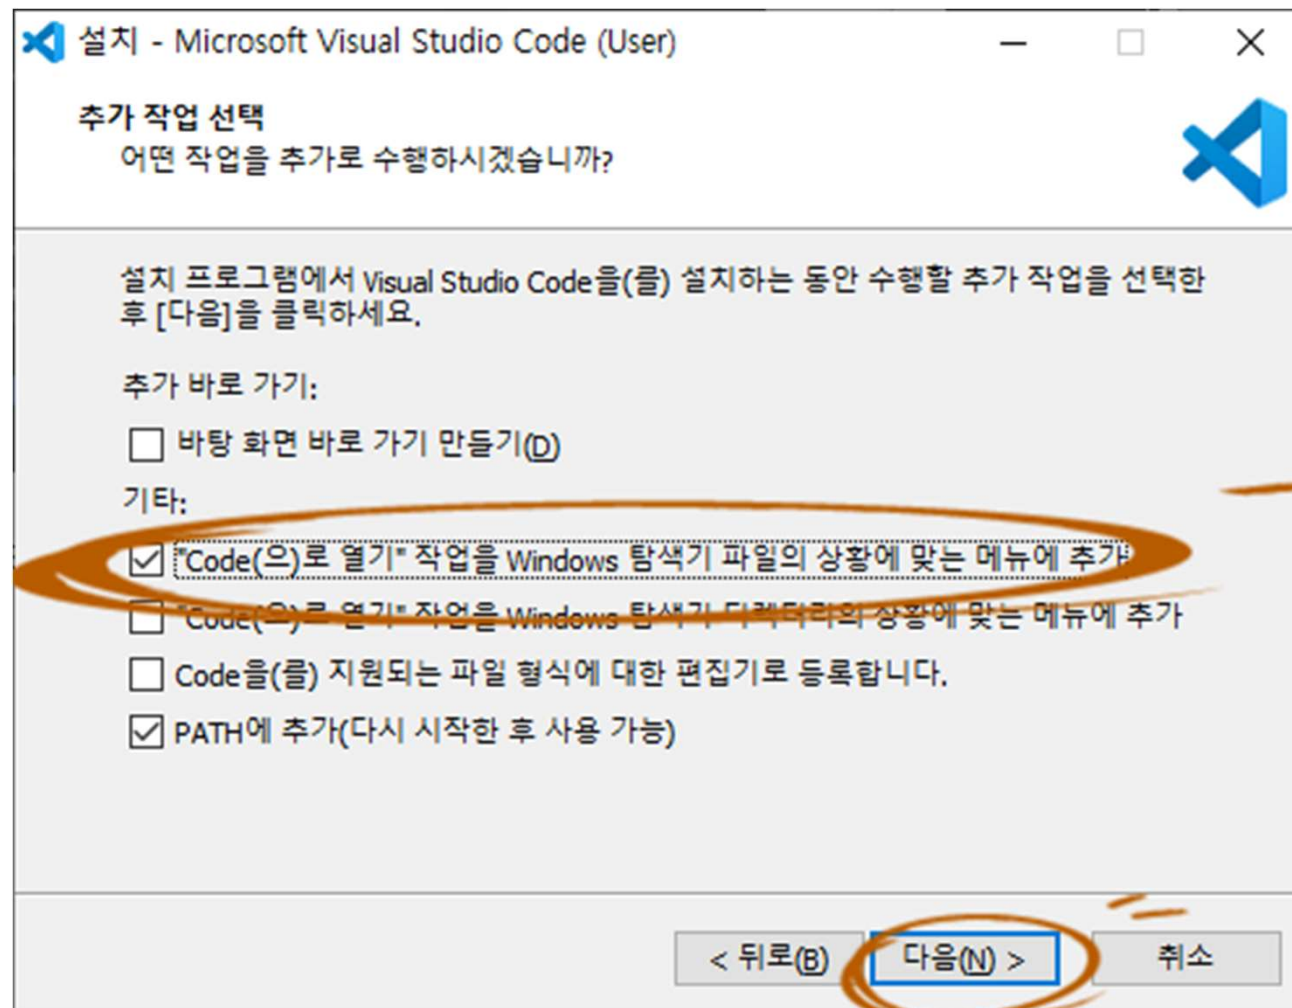 설치 - Microsoft Visual Studio Code (User)
추가 작업 선택
어떤 작업을 추가로 수행하시겠습니까?
설치 프로그램에서 Visual Studio Code을(를) 설치하는 동안 수행할 추가 작업을 선택한
후 [다음]을 클릭하세요.
추가 바로 가기:
바탕 화면 바로 가기 만들기(D)
기타:
"Code(으)로 열기" 작업을 Windows 탐색기 파일의 상황에 맞는 메뉴에 추가
"Code(으)로 열기" 작업을 Windows 탐색기 디렉터리의 상황에 맞는 메뉴에 추가
Code을(를) 지원되는 파일 형식에 대한 편집기로 등록합니다.
PATH에 추가(다시 시작한 후 사용 가능)
< 뒤로(B)
다음(N) >
취소